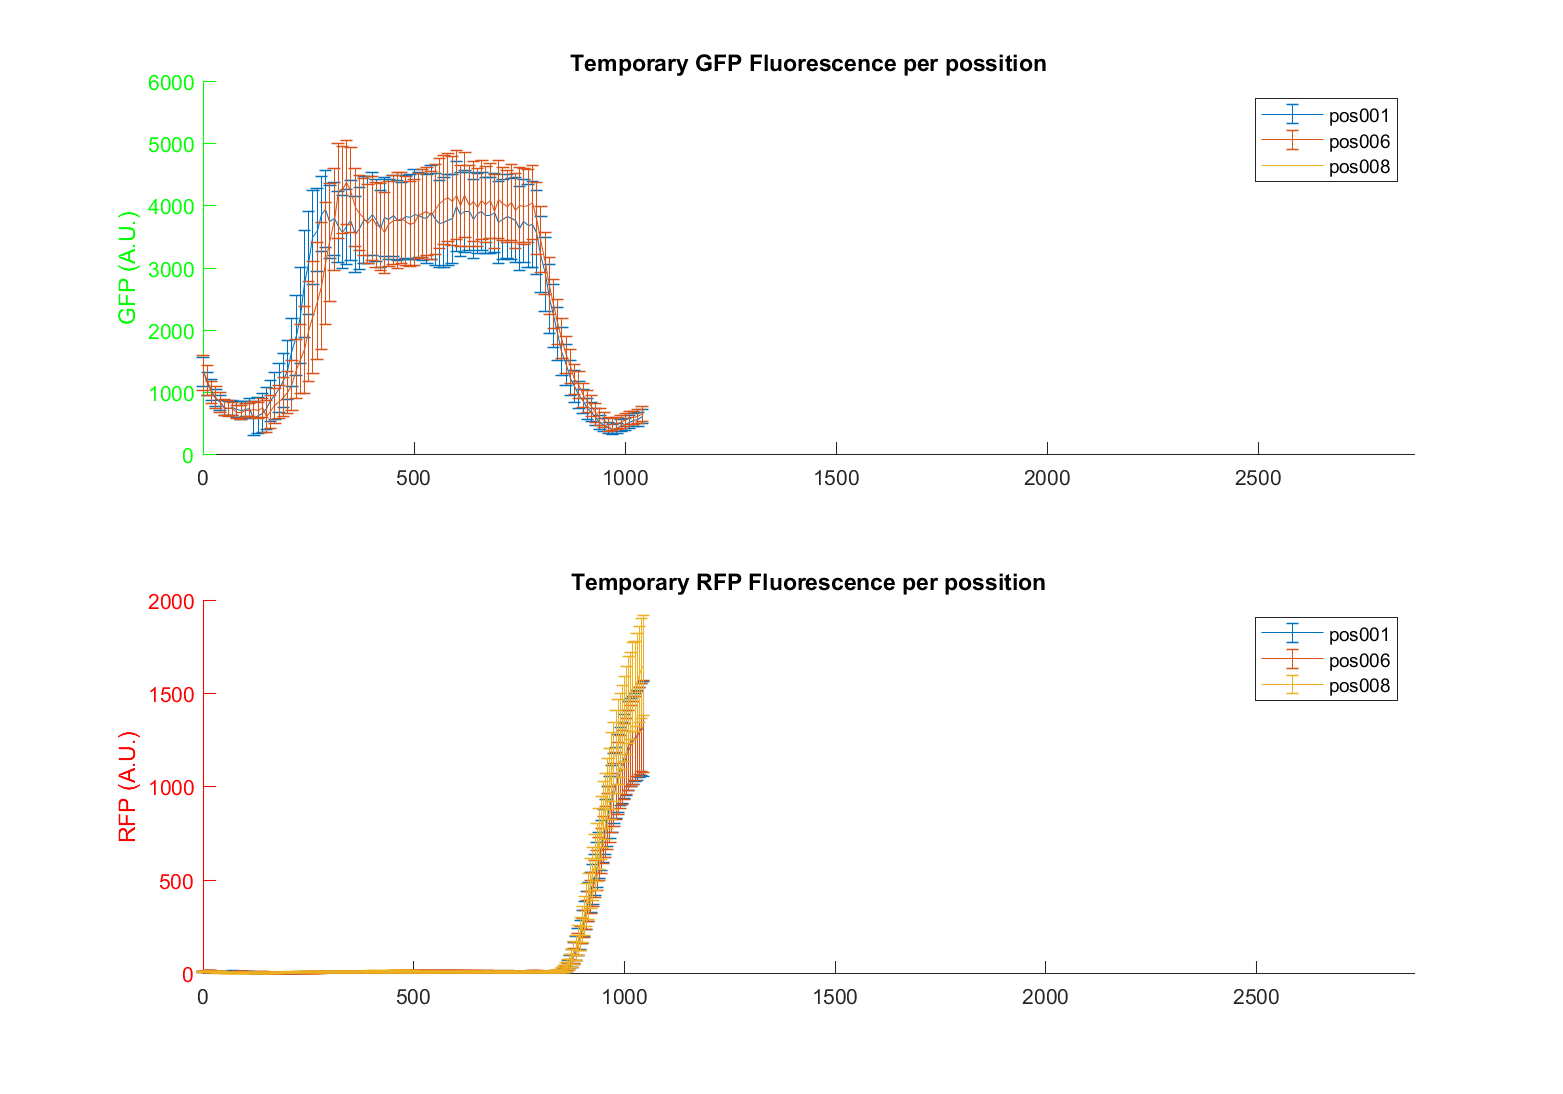 Temporary GFP Fluorescence per possition
6000
5000
4000
3000
2000
1000
0
GFP (A.U.)
pos001
pos006
pos008
0 500 1000 1500 2000 2500
Temporary RFP Fluorescence per possition
2000
1500
1000
500
0
RFP (A.U.)
pos001
pos006
pos008
0 500 1000 1500 2000 2500